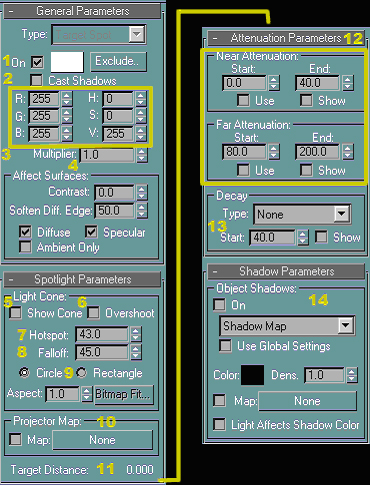 - General Parameters
Type: Target Spot
1 On Exclude..
2 Cast Shadows
R: 255 H: 0
G: 255 S: 0
B: 255 V: 255
3 Multiplier: 1.0
4
Affect Surfaces:
Contrast: 0.0
Soften Diff. Edge: 50.0
Diffuse Specular
Ambient Only
- Spotlight Parameters
Light Cone:
5 Show Cone 6 Overshoot
7 Hotspot: 43.0
8 Falloff: 45.0
Circle 9 Rectangle
Aspect: 1.0 Bitmap Fit...
Projector Map: 10
Map: None
Target Distance: 11 0.000
- Attenuation Parameters 12
Near Attenuation:
Start: End:
0.0 40.0
Use Show
Far Attenuation:
Start: End:
80.0 200.0
Use Show
Decay
Type: None
13
Start: 40.0 Show
- Shadow Parameters
Object Shadows:
On 14
Shadow Map
Use Global Settings
Color: Dens. 1.0
Map: None
Light Affects Shadow Color